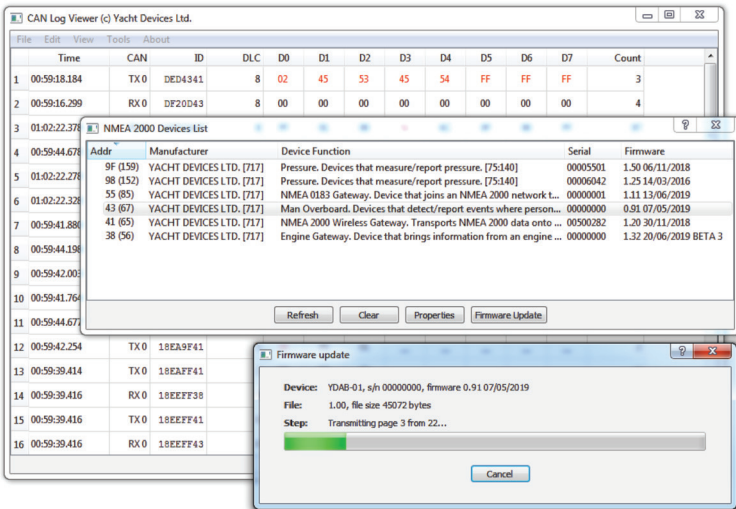 CAN Log Viewer (c) Yacht Devices Ltd.
File Edit View Tools About
Time CAN ID DLC D0 D1 D2 D3 D4 D5 D6 D7 Count
1 00:59:18.184 TX 0 DED4341 8 02 45 53 45 54 FF FF FF 3
2 00:59:16.299 RX 0 DF20D43 8 00 00 00 00 00 00 00 00 4
3 01:02:22.378
NMEA 2000 Devices List
4 00:59:44.678
5 01:02:22.278
6 01:02:22.328
7 00:59:41.880
8 00:59:44.198
9 00:59:42.003
10 00:59:41.764
11 00:59:44.677
Addr Manufacturer Device Function Serial Firmware
9F (159) YACHT DEVICES LTD. [717] Pressure. Devices that measure/report pressure. [75:140] 00005501 1.50 06/11/2018
98 (152) YACHT DEVICES LTD. [717] Pressure. Devices that measure/report pressure. [75:140] 00006042 1.25 14/03/2016
55 (85) YACHT DEVICES LTD. [717] NMEA 0183 Gateway. Device that joins an NMEA 2000 network t... 00000001 1.11 13/06/2019
43 (67) YACHT DEVICES LTD. [717] Man Overboard. Devices that detect/report events where person... 00000000 0.91 07/05/2019
41 (65) YACHT DEVICES LTD. [717] NMEA 2000 Wireless Gateway. Transports NMEA 2000 data onto ... 00500282 1.20 30/11/2018
38 (56) YACHT DEVICES LTD. [717] Engine Gateway. Device that brings information from an engine ... 00000000 1.32 20/06/2019 BETA 3
Refresh Clear Properties Firmware Update
12 00:59:42.254 TX 0 18EA9F41
13 00:59:39.414 TX 0 18EAFF41
14 00:59:39.416 RX 0 18EEFF38
15 00:59:39.416 TX 0 18EEFF41
16 00:59:39.416 RX 0 18EEFF43
Firmware update
Device: YDAB-01, s/n 00000000, firmware 0.91 07/05/2019
File: 1.00, file size 45072 bytes
Step: Transmitting page 3 from 22...
Cancel